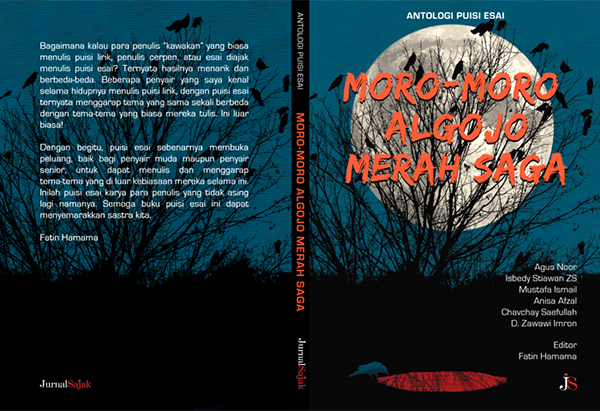 Bagaimana kalau para penulis "kawakan" yang biasa
menulis puisi lirik, penulis cerpen, atau esai diajak
menulis puisi esai? Ternyata hasilnya menarik dan
berbeda-beda. Beberapa penyair yang saya kenal
selama hidupnya menulis puisi lirik, dengan puisi esai
ternyata menggarap tema yang sama sekali berbeda
dengan tema-tema yang biasa mereka tulis. Ini luar
biasa!
Dengan begitu, puisi esai sebenarnya membuka
peluang, baik bagi penyair muda maupun penyair
senior, untuk dapat menulis dan menggarap
tema-tema yang di luar kebiasaan mereka selama ini.
Inilah puisi esai karya para penulis yang tidak asing
lagi namanya. Semoga buku puisi esai ini dapat
menyemarakkan sastra kita.
Fatin Hamama
JurnalSajak
ANTOLOGI PUISI ESAI
MORO-MORO ALGOJO MERAH SAGA
JurnalSajak
ANTOLOGI PUISI ESAI
MORO-MORO
ALGOJO
MERAH SAGA
Agus Noor
Isbedy Stiawan ZS
Mustafa Ismail
Anisa Afzal
Chavchay Saefullah
D. Zawawi Imron
Editor
Fatin Hamama
JS